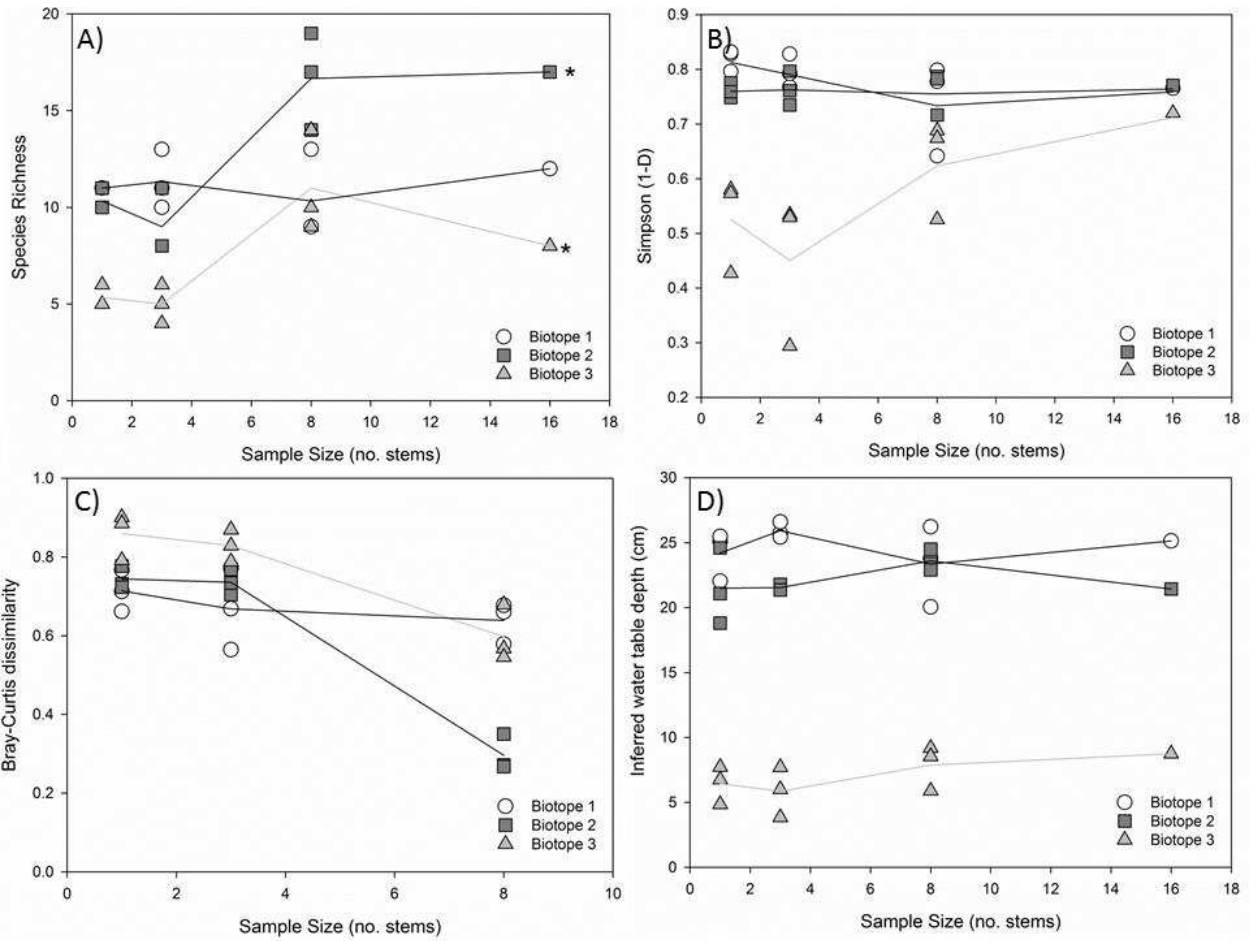 A)
Species Richness
20
15
10
5
0
*
*
Biotope 1
Biotope 2
Biotope 3
0 2 4 6 8 10 12 14 16 18
Sample Size (no. stems)
B)
Simpson (1-D)
0.9
0.8
0.7
0.6
0.5
0.4
0.3
0.2
Biotope 1
Biotope 2
Biotope 3
0 2 4 6 8 10 12 14 16 18
Sample Size (no. stems)
C)
Bray-Curtis dissimilarity
1.0
0.8
0.6
0.4
0.2
0.0
Biotope 1
Biotope 2
Biotope 3
0 2 4 6 8 10
Sample Size (no. stems)
D)
Inferred water table depth (cm)
30
25
20
15
10
5
0
Biotope 1
Biotope 2
Biotope 3
0 2 4 6 8 10 12 14 16 18
Sample Size (no. stems)